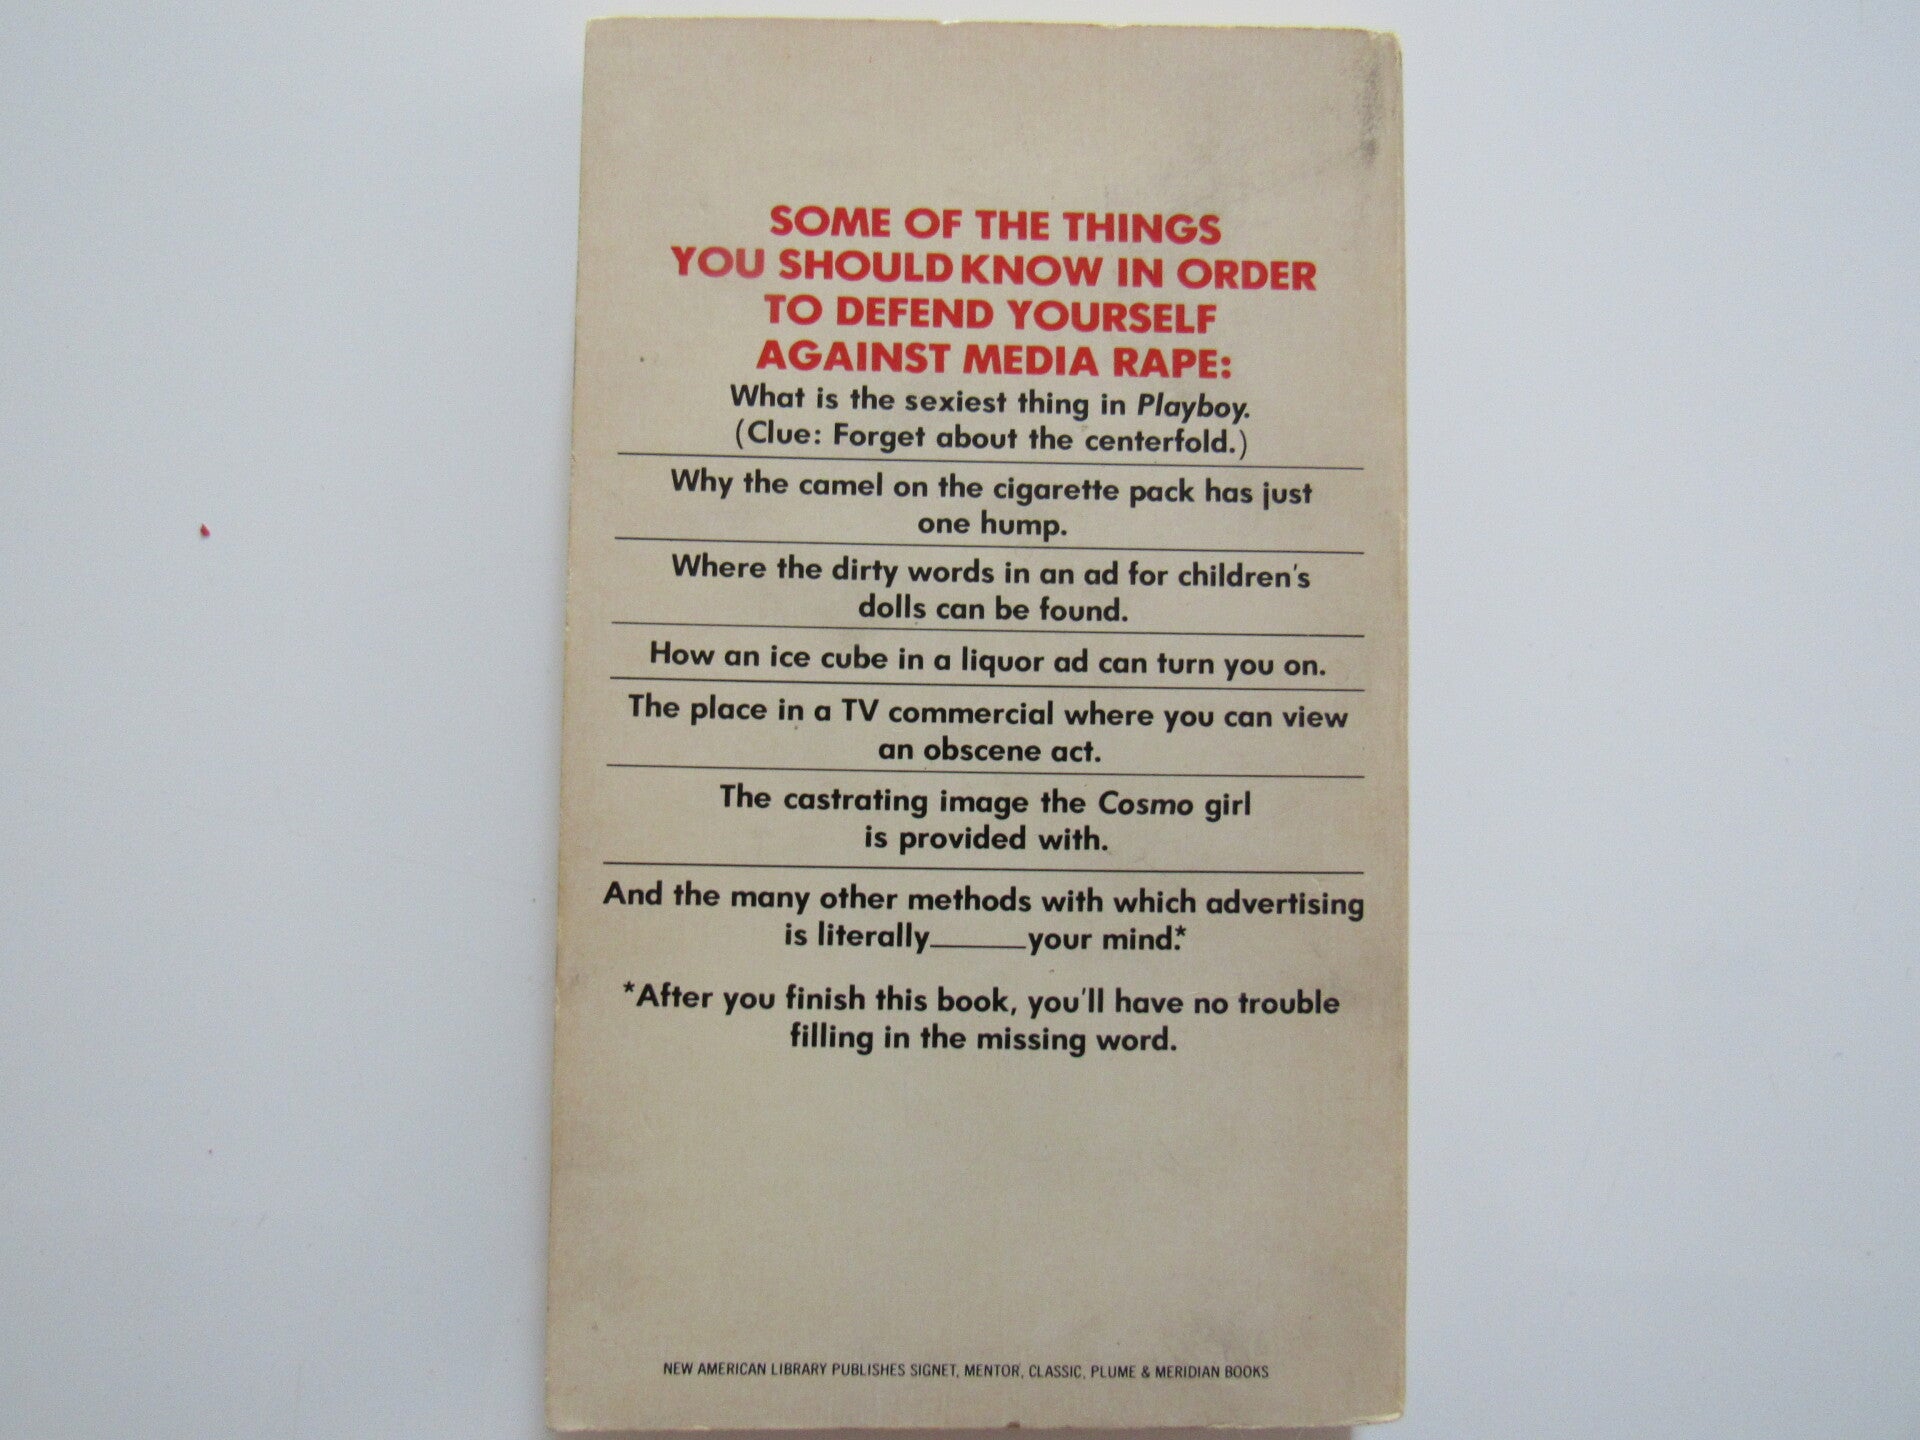 SOME OF THE THINGS
YOU SHOULD KNOW IN ORDER
TO DEFEND YOURSELF
AGAINST MEDIA RAPE:
What is the sexiest thing in Playboy.
(Clue: Forget about the centerfold.)
Why the camel on the cigarette pack has just
one hump.
Where the dirty words in an ad for children's
dolls can be found.
How an ice cube in a liquor ad can turn you on.
The place in a TV commercial where you can view
an obscene act.
The castrating image the Cosmo girl
is provided with.
And the many other methods with which advertising
is literally______your mind.*
*After you finish this book, you'll have no trouble
filling in the missing word.
NEW AMERICAN LIBRARY PUBLISHES SIGNET, MENTOR, CLASSIC, PLUME & MERIDIAN BOOKS